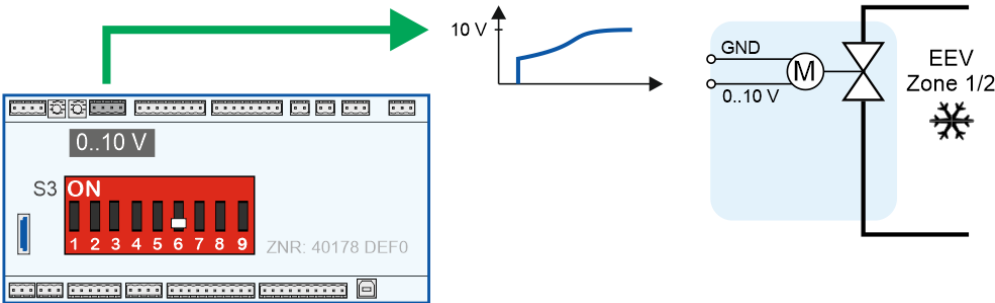 10 V
GND
M
0..10 V
EEV
Zone 1/2
0..10 V
S3
ON
1 2 3 4 5 6 7 8 9
ZNR: 40178 DEF0